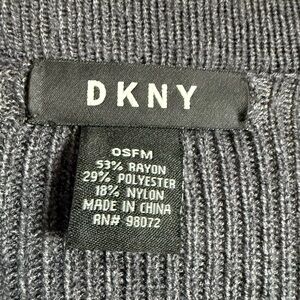 DKNY
OSFM
53% RAYON
29% POLYESTER
18% NYLON
MADE IN CHINA
RN# 98072